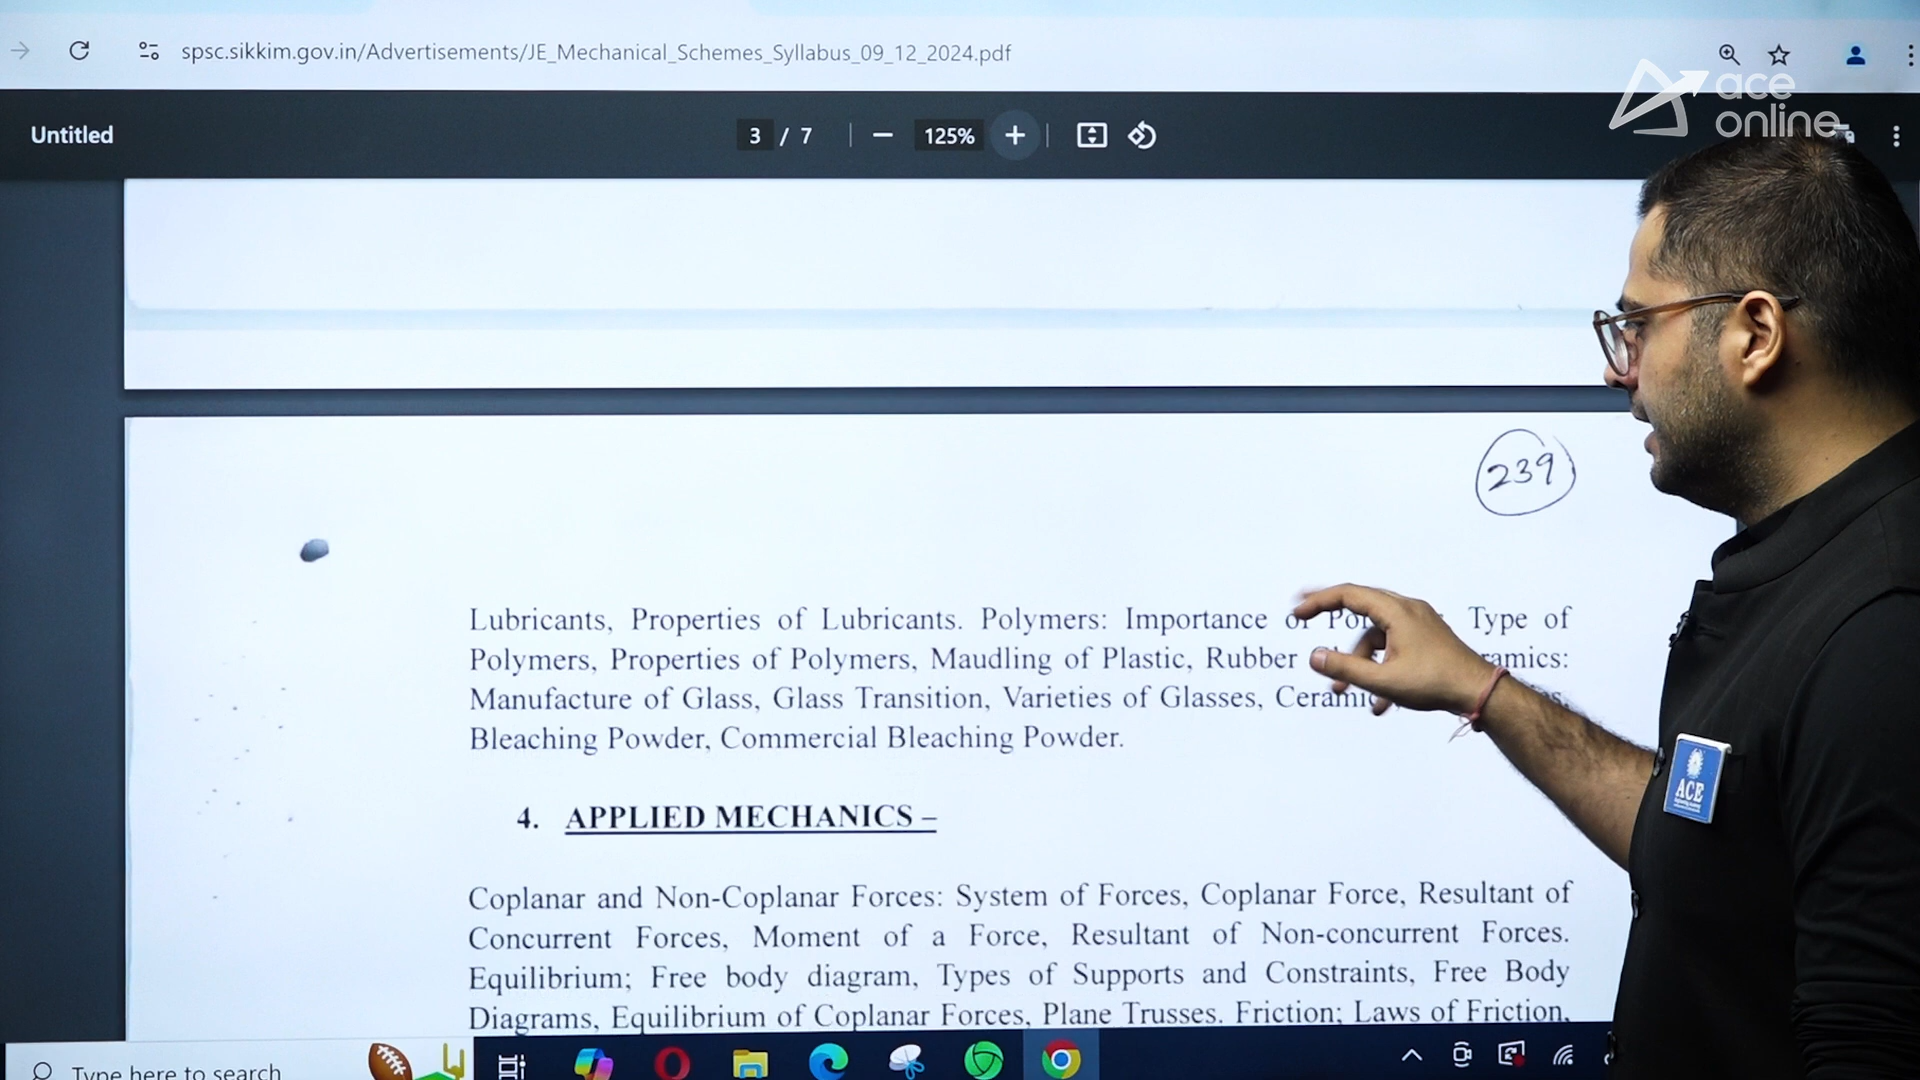 spsc.sikkim.gov.in/Advertisements/JE_Mechanical_Schemes_Syllabus_09_12_2024.pdf
ace
online
Untitled
3 / 7
125%
239
Lubricants, Properties of Lubricants. Polymers: Importance of Type of
Polymers, Properties of Polymers, Maudling of Plastic, Rubber
Manufacture of Glass, Glass Transition, Varieties of Glasses,
Bleaching Powder, Commercial Bleaching Powder.
4. APPLIED MECHANICS –
Coplanar and Non-Coplanar Forces: System of Forces, Coplanar Force, Resultant of
Concurrent Forces, Moment of a Force, Resultant of Non-concurrent Forces.
Equilibrium; Free body diagram, Types of Supports and Constraints, Free Body
Diagrams, Equilibrium of Coplanar Forces, Plane Trusses. Friction; Laws of Friction,
ACE
Type here to search